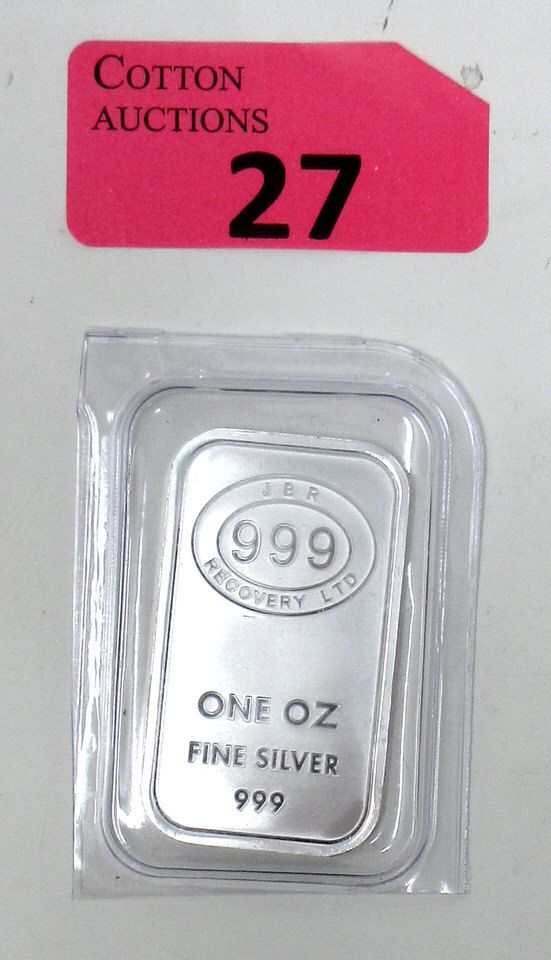 COTTON
AUCTIONS
27
JBR
999
RECOVERY LTD
ONE OZ
FINE SILVER
999